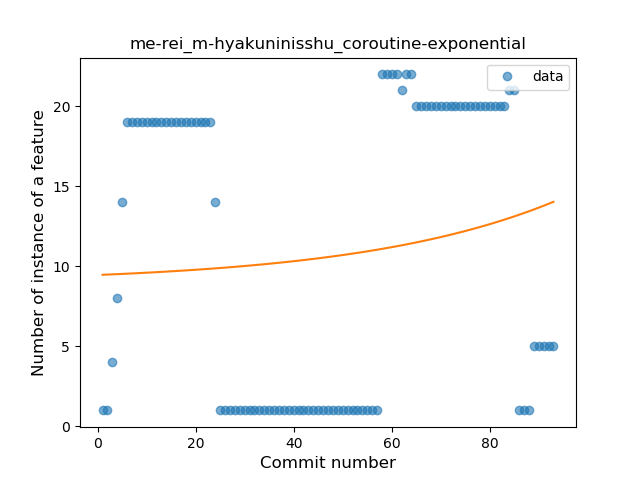 me-rei_m-hyakuninisshu_coroutine-exponential
data
Number of instance of a feature
20
15
10
5
0
0 20 40 60 80
Commit number